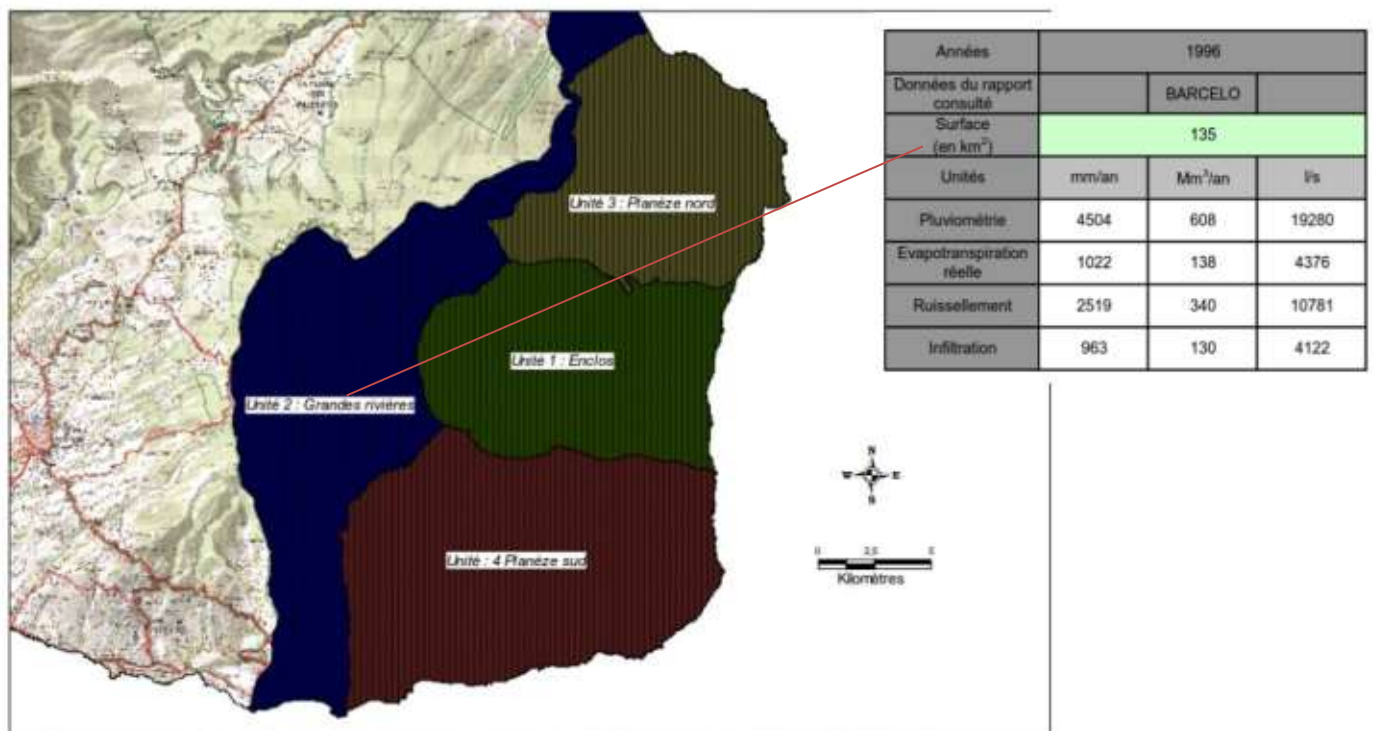 Années 1996
Données du rapport
consulté
BARCELO
Surface
(en km²)
135
Unités mm/an Mm³/an l/s
Pluviométrie 4504 608 19280
Evapotranspiration
réelle
1022 138 4376
Ruissellement 2519 340 10781
Infiltration 963 130 4122
Unité 3 : Planèze nord
Unité 1 : Enclos
Unité 2 : Grandes rivières
Unité : 4 Planèze sud
N
W E
S
0 2,5 5
Kilomètres